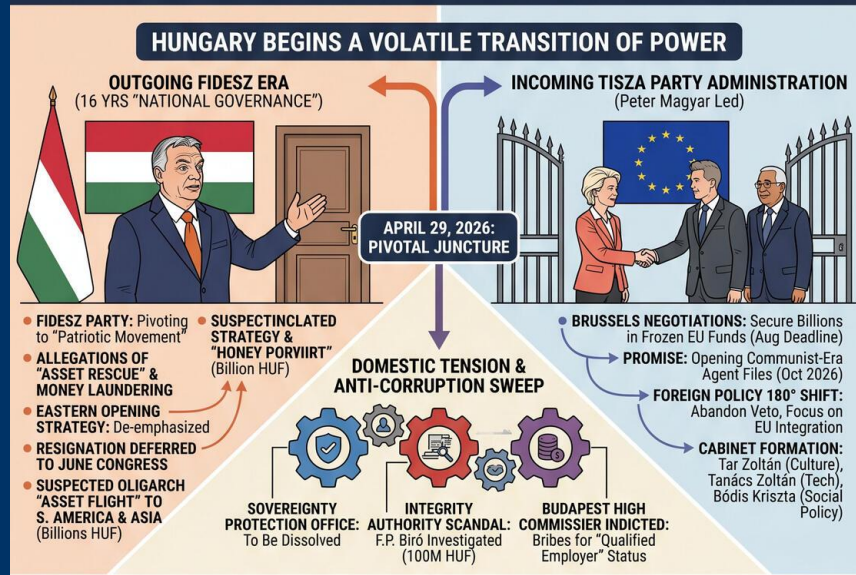 HUNGARY BEGINS A VOLATILE TRANSITION OF POWER
OUTGOING FIDESZ ERA
(16 YRS “NATIONAL GOVERNANCE”)
INCOMING TISZA PARTY ADMINISTRATION
(Peter Magyar Led)
APRIL 29, 2026:
PIVOTAL JUNCTURE
FIDESZ PARTY: Pivoting
to “Patriotic Movement”
ALLEGATIONS OF
“ASSET RESCUE” &
MONEY LAUNDERING
EASTERN OPENING
STRATEGY: De-emphasized
RESIGNATION DEFERRED
TO JUNE CONGRESS
SUSPECTED OLIGARCH
“ASSET FLIGHT” TO
S. AMERICA & ASIA
(Billions HUF)
SUSPECTINCLATED
STRATEGY &
“HONEY PORVIIRT”
(Billion HUF)
DOMESTIC TENSION &
ANTI-CORRUPTION SWEEP
SOVEREIGNTY
PROTECTION OFFICE:
To Be Dissolved
INTEGRITY
AUTHORITY SCANDAL:
F.P. Biró Investigated
(100M HUF)
BUDAPEST HIGH
COMMISSIER INDICTED:
Bribes for “Qualified
Employer” Status
BRUSSELS NEGOTIATIONS: Secure Billions
in Frozen EU Funds (Aug Deadline)
PROMISE: Opening Communist-Era
Agent Files (Oct 2026)
FOREIGN POLICY 180° SHIFT:
Abandon Veto, Focus on
EU Integration
CABINET FORMATION:
Tar Zoltán (Culture),
Tanács Zoltán (Tech),
Bódis Kriszta (Social
Policy)